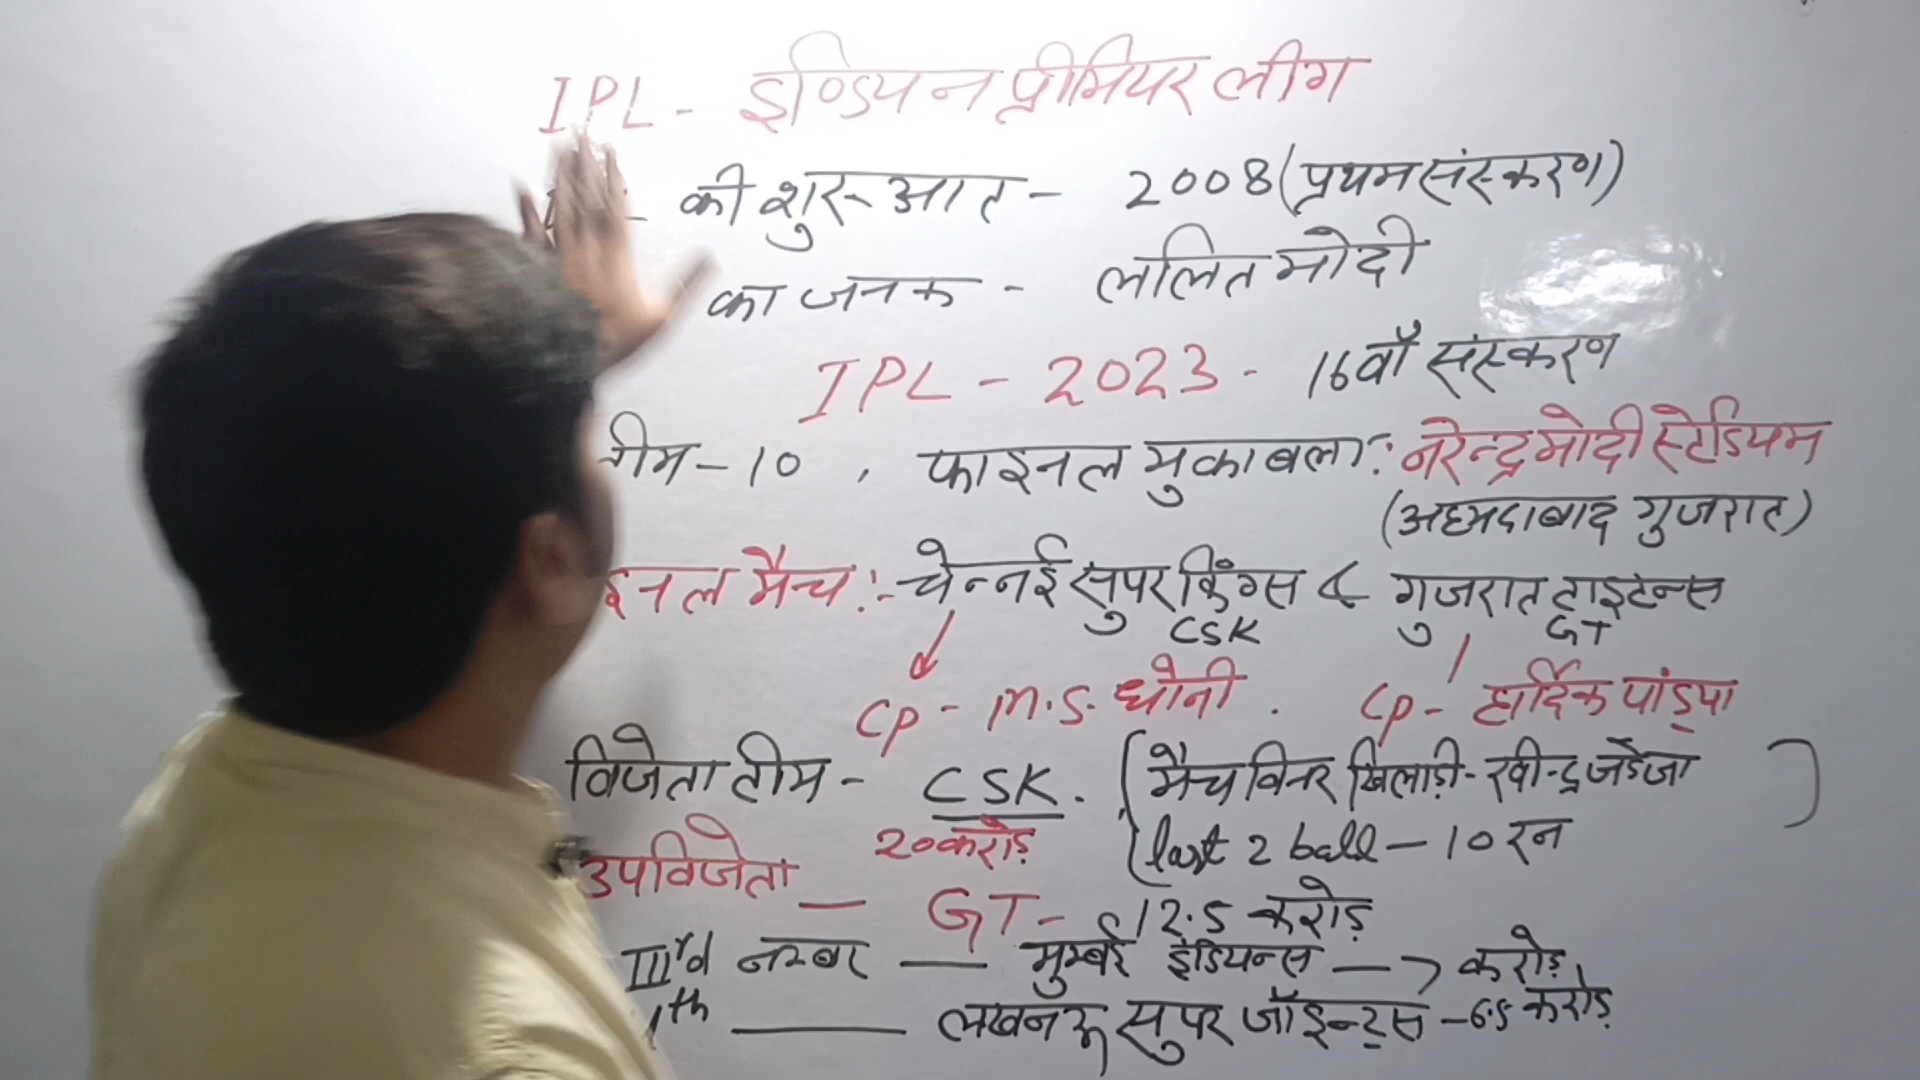 IPL - इण्डियन प्रीमियर लीग
की शुरुआत - 2008 (प्रथम संस्करण)
का जनक - ललित मोदी
IPL - 2023 - 16वाँ संस्करण
टीम - 10 , फाइनल मुकाबला : नरेन्द्र मोदी स्टेडियम
(अहमदाबाद गुजरात)
इनल मैच :- चेन्नई सुपर किंग्स & गुजरात टाइटन्स
CSK GT
CP - M.S. धोनी . CP - हार्दिक पांड्या
विजेता टीम - CSK . (मैच विनर खिलाड़ी - रवीन्द्र जडेजा)
20 करोड़ last 2 ball - 10 रन
उपविजेता - GT - 12.5 करोड़
IIIrd नम्बर - मुम्बई इंडियन्स - 7 करोड़
4th - लखनऊ सुपर जॉइन्ट्स - 6.5 करोड़